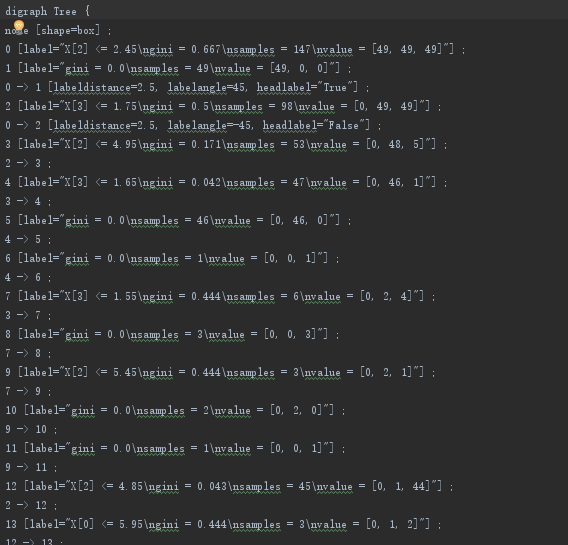 digraph Tree {
node [shape=box] ;
0 [label="X[2] <= 2.45\ngini = 0.667\nsamples = 147\nvalue = [49, 49, 49]"] ;
1 [label="gini = 0.0\nsamples = 49\nvalue = [49, 0, 0]"] ;
0 -> 1 [labeldistance=2.5, labelangle=45, headlabel="True"] ;
2 [label="X[3] <= 1.75\ngini = 0.5\nsamples = 98\nvalue = [0, 49, 49]"] ;
0 -> 2 [labeldistance=2.5, labelangle=-45, headlabel="False"] ;
3 [label="X[2] <= 4.95\ngini = 0.171\nsamples = 53\nvalue = [0, 48, 5]"] ;
2 -> 3 ;
4 [label="X[3] <= 1.65\ngini = 0.042\nsamples = 47\nvalue = [0, 46, 1]"] ;
3 -> 4 ;
5 [label="gini = 0.0\nsamples = 46\nvalue = [0, 46, 0]"] ;
4 -> 5 ;
6 [label="gini = 0.0\nsamples = 1\nvalue = [0, 0, 1]"] ;
4 -> 6 ;
7 [label="X[3] <= 1.55\ngini = 0.444\nsamples = 6\nvalue = [0, 2, 4]"] ;
3 -> 7 ;
8 [label="gini = 0.0\nsamples = 3\nvalue = [0, 0, 3]"] ;
7 -> 8 ;
9 [label="X[2] <= 5.45\ngini = 0.444\nsamples = 3\nvalue = [0, 2, 1]"] ;
7 -> 9 ;
10 [label="gini = 0.0\nsamples = 2\nvalue = [0, 2, 0]"] ;
9 -> 10 ;
11 [label="gini = 0.0\nsamples = 1\nvalue = [0, 0, 1]"] ;
9 -> 11 ;
12 [label="X[2] <= 4.85\ngini = 0.043\nsamples = 45\nvalue = [0, 1, 44]"] ;
2 -> 12 ;
13 [label="X[0] <= 5.95\ngini = 0.444\nsamples = 3\nvalue = [0, 1, 2]"] ;
12 -> 13 ;